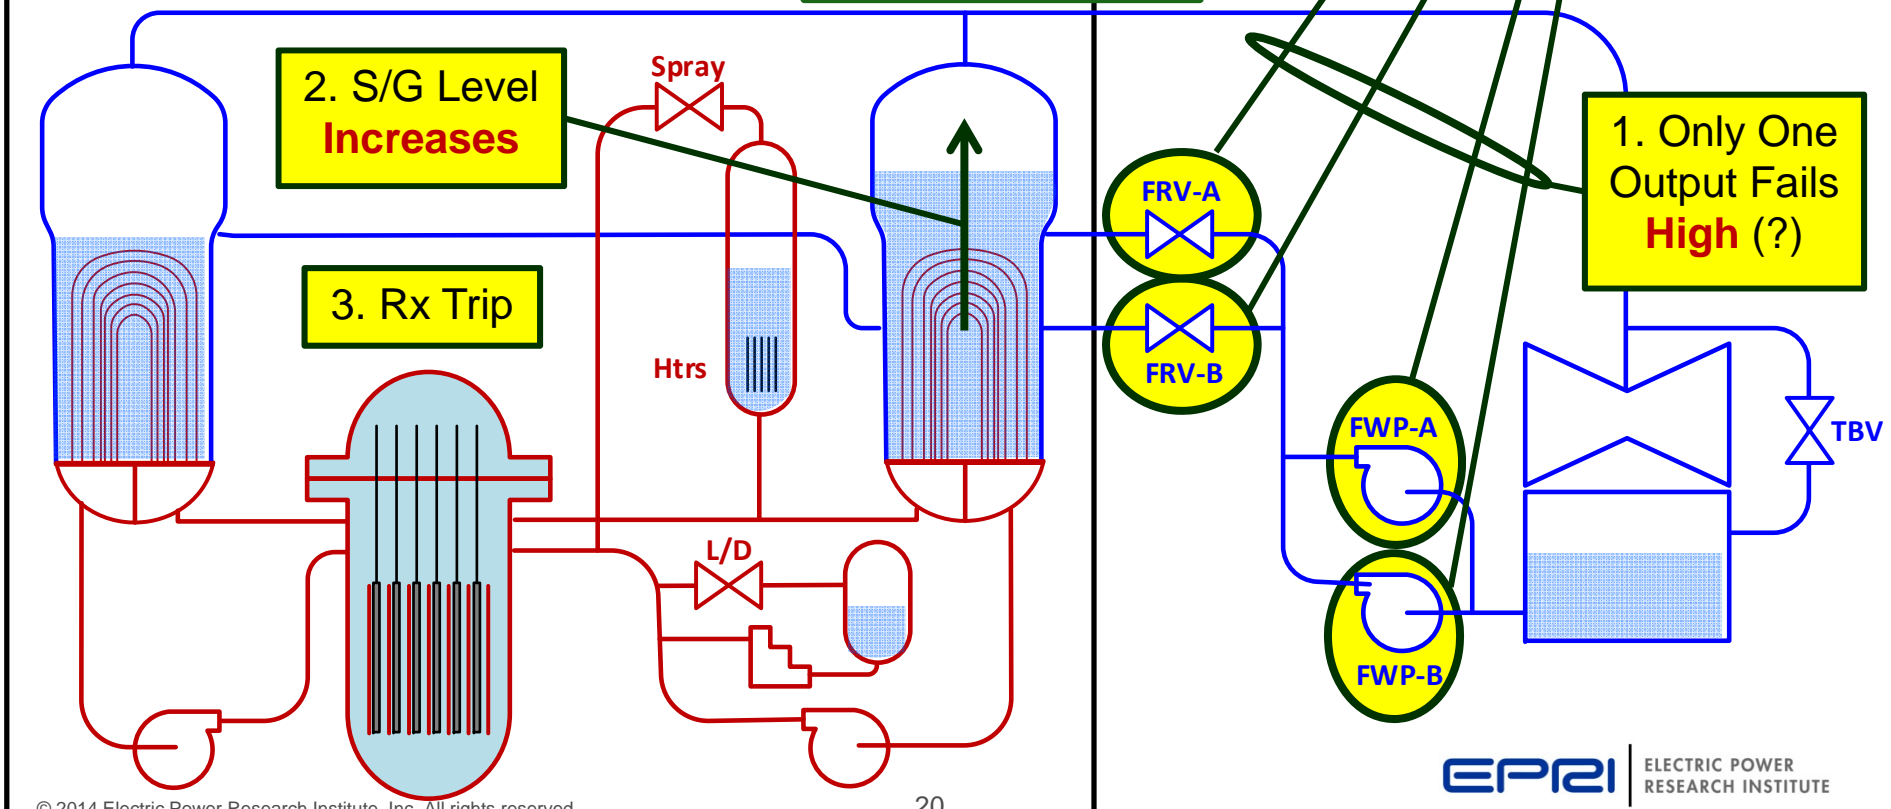 Spray
2. S/G Level
Increases
1. Only One
Output Fails
High (?)
FRV-A
3. Rx Trip
Htrs
FRV-B
FWP-A
TBV
L/D
FWP-B
ELECTRIC POWER
EPRI
RESEARCH INSTITUTE
© 2014 Electric Power Research Institute, Inc. All rights reserved.
20